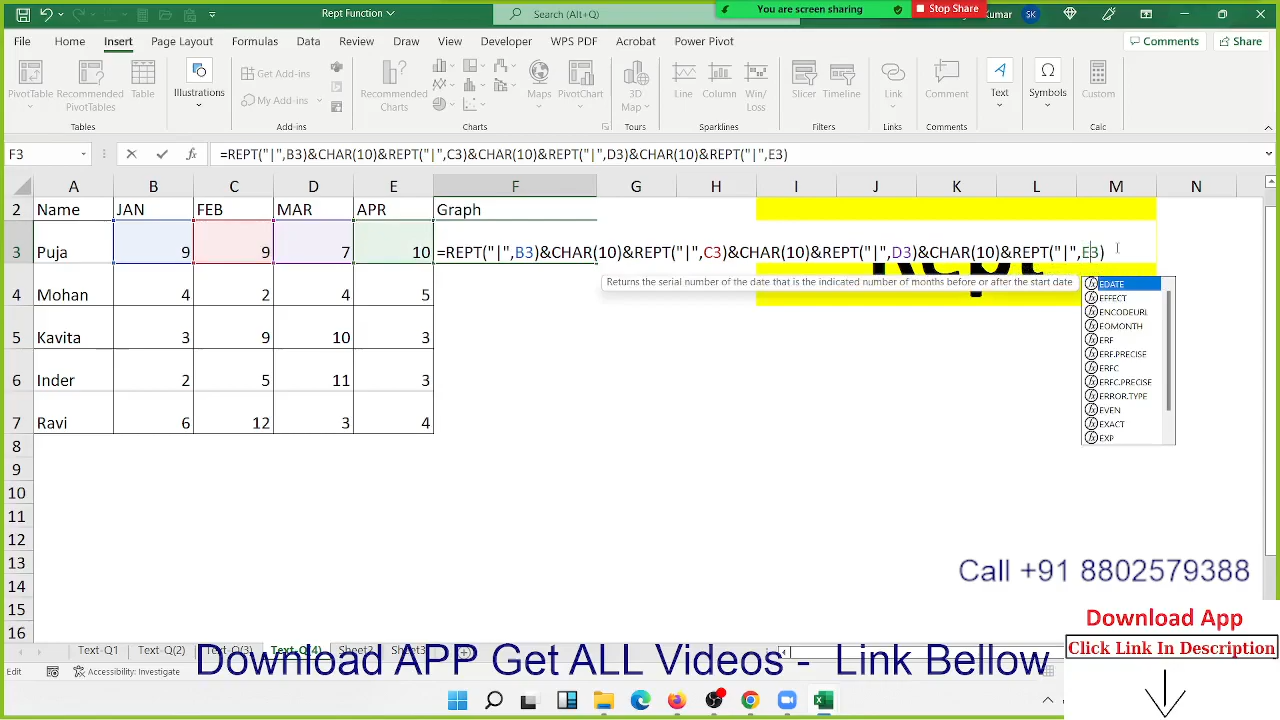 Rept Function
Search (Alt+Q)
You are screen sharing
Stop Share
Kumar
SK
File Home Insert Page Layout Formulas Data Review Draw View Developer WPS PDF Acrobat Power Pivot
Comments
Share
PivotTable
Recommended PivotTables
Table
Illustrations
Get Add-ins
My Add-ins
Recommended Charts
Maps
PivotChart
3D Map
Line
Column
Win/Loss
Slicer
Timeline
Link
Comment
Text
Symbols
Custom
Tables
Add-ins
Charts
Tours
Sparklines
Filters
Links
Comments
Calc
F3
fx
=REPT("|",B3)&CHAR(10)&REPT("|",C3)&CHAR(10)&REPT("|",D3)&CHAR(10)&REPT("|",E3)
A B C D E F G H I J K L M N
2 Name JAN FEB MAR APR Graph
3 Puja 9 9 7 10 =REPT("|",B3)&CHAR(10)&REPT("|",C3)&CHAR(10)&REPT("|",D3)&CHAR(10)&REPT("|",E3)
Rept
Returns the serial number of the date that is the indicated number of months before or after the start date
EDATE
EFFECT
ENCODEURL
EOMONTH
ERF
ERF.PRECISE
ERFC
ERFC.PRECISE
ERROR.TYPE
EVEN
EXACT
EXP
4 Mohan 4 2 4 5
5 Kavita 3 9 10 3
6 Inder 2 5 11 3
7 Ravi 6 12 3 4
8
9
10
11
12
13
14
15
16
Call +91 8802579388
Download App
Click Link In Description
Text-Q1 Text-Q(2) Text-Q(3) Text-Q(4) Sheet2 Sheet3
Download APP Get ALL Videos - Link Bellow
Edit
Accessibility: Investigate